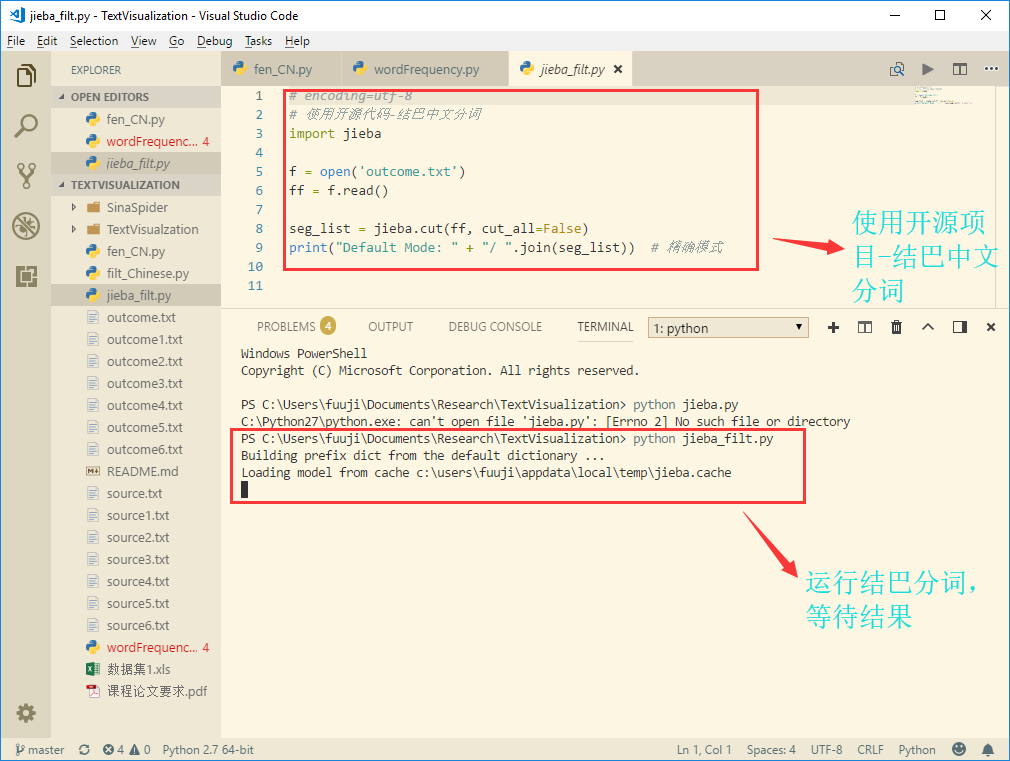 jieba_filt.py - TextVisualization - Visual Studio Code
File Edit Selection View Go Debug Tasks Help
EXPLORER
OPEN EDITORS
fen_CN.py
wordFrequenc... 4
jieba_filt.py
TEXTVISUALIZATION
SinaSpider
TextVisualzation
fen_CN.py
filt_Chinese.py
jieba_filt.py
outcome.txt
outcome1.txt
outcome2.txt
outcome3.txt
outcome4.txt
outcome5.txt
outcome6.txt
README.md
source.txt
source1.txt
source2.txt
source3.txt
source4.txt
source5.txt
source6.txt
wordFrequenc... 4
数据集1.xls
课程论文要求.pdf
fen_CN.py wordFrequency.py jieba_filt.py
1 # encoding=utf-8
2 # 使用开源代码-结巴中文分词
3 import jieba
4
5 f = open('outcome.txt')
6 ff = f.read()
7
8 seg_list = jieba.cut(ff, cut_all=False)
9 print("Default Mode: " + "/ ".join(seg_list)) # 精确模式
10
11
使用开源项
目-结巴中文
分词
PROBLEMS 4 OUTPUT DEBUG CONSOLE TERMINAL 1: python
Windows PowerShell
Copyright (C) Microsoft Corporation. All rights reserved.
PS C:\Users\fuuji\Documents\Research\TextVisualization> python jieba.py
C:\Python27\python.exe: can't open file 'jieba.py': [Errno 2] No such file or directory
PS C:\Users\fuuji\Documents\Research\TextVisualization> python jieba_filt.py
Building prefix dict from the default dictionary ...
Loading model from cache c:\users\fuuji\appdata\local\temp\jieba.cache
运行结巴分词，
等待结果
master 4 0 Python 2.7 64-bit Ln 1, Col 1 Spaces: 4 UTF-8 CRLF Python